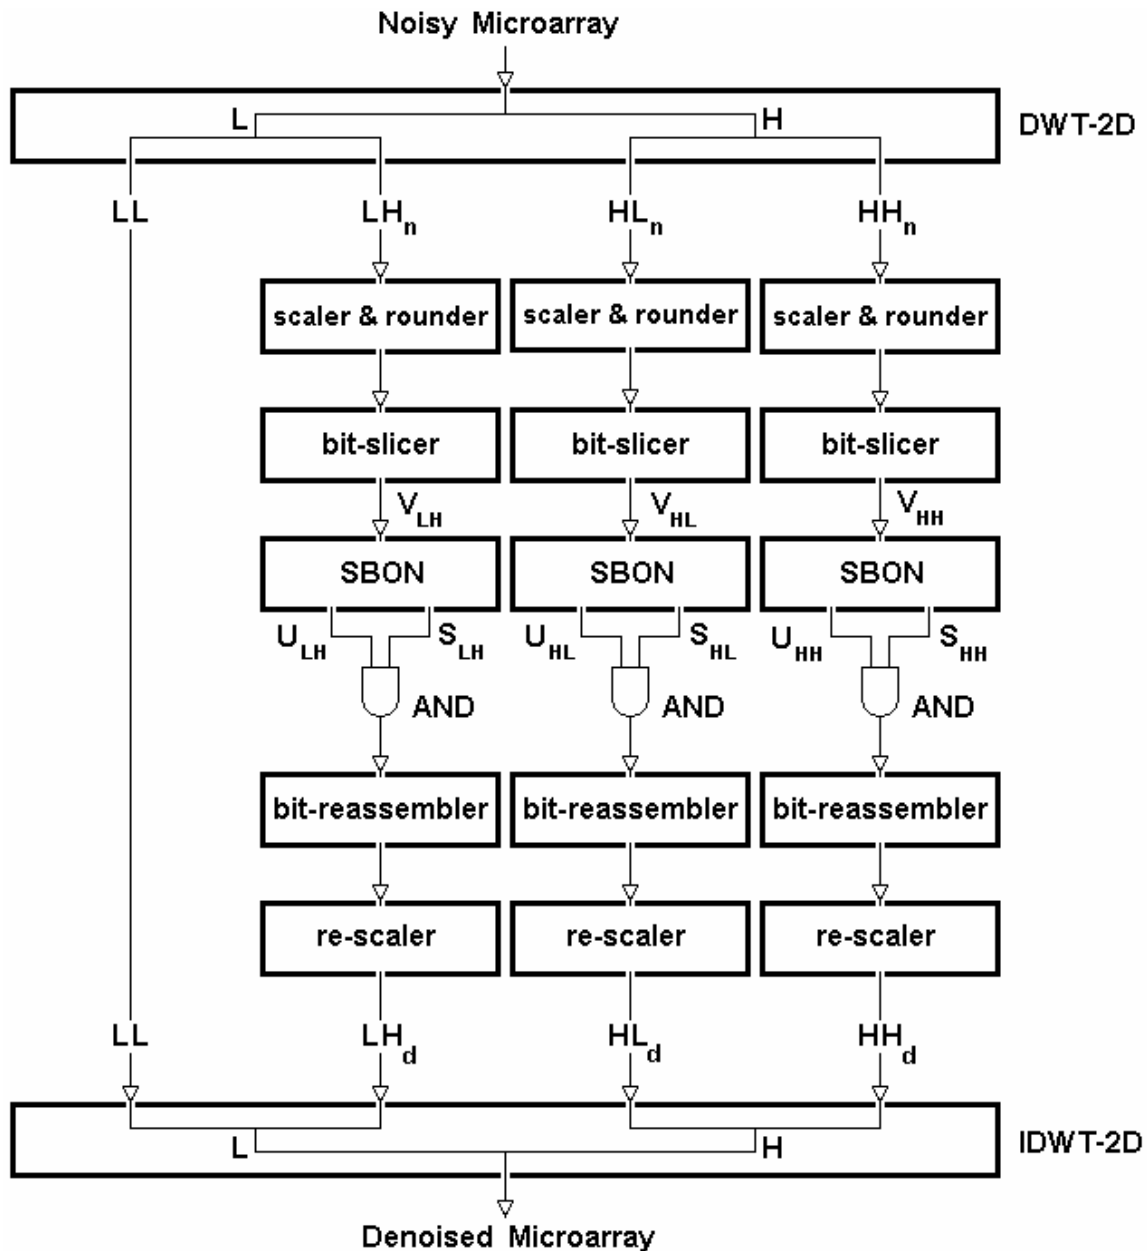 Noisy Microarray
L H DWT-2D
LL LHn HLn HHn
scaler & rounder scaler & rounder scaler & rounder
bit-slicer bit-slicer bit-slicer
VLH VHL VHH
SBON SBON SBON
ULH SLH UHL SHL UHH SHH
AND AND AND
bit-reassembler bit-reassembler bit-reassembler
re-scaler re-scaler re-scaler
LL LHd HLd HHd
L H IDWT-2D
Denoised Microarray